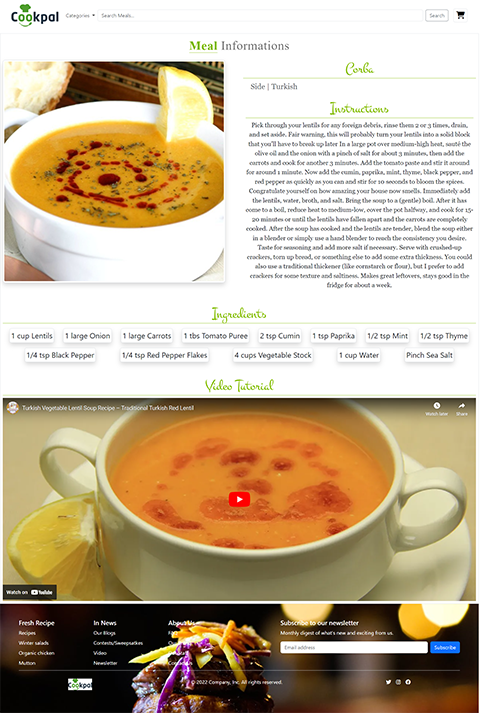 Cookpal Categories Search Meals... Search
Meal Informations
Corba
Side | Turkish
Instructions
Pick through your lentils for any foreign debris, rinse them 2 or 3 times, drain,
and set aside. Fair warning, this will probably turn your lentils into a solid block
that you'll have to break up later In a large pot over medium-high heat, sauté the
olive oil and the onion with a pinch of salt for about 3 minutes, then add the
carrots and cook for another 3 minutes. Add the tomato paste and stir it around
for around 1 minute. Now add the cumin, paprika, mint, thyme, black pepper, and
red pepper as quickly as you can and stir for 10 seconds to bloom the spices.
Congratulate yourself on how amazing your house now smells. Immediately add
the lentils, water, broth, and salt. Bring the soup to a (gentle) boil. After it has
come to a boil, reduce heat to medium-low, cover the pot halfway, and cook for 15-
20 minutes or until the lentils have fallen apart and the carrots are completely
cooked. After the soup has cooked and the lentils are tender, blend the soup either
in a blender or simply use a hand blender to reach the consistency you desire.
Taste for seasoning and add more salt if necessary. Serve with crushed-up
crackers, torn up bread, or something else to add some extra thickness. You could
also use a traditional thickener (like cornstarch or flour), but I prefer to add
crackers for some texture and saltiness. Makes great leftovers, stays good in the
fridge for about a week.
Ingredients
1 cup Lentils 1 large Onion 1 large Carrots 1 tbs Tomato Puree 2 tsp Cumin 1 tsp Paprika 1/2 tsp Mint 1/2 tsp Thyme
1/4 tsp Black Pepper 1/4 tsp Red Pepper Flakes 4 cups Vegetable Stock 1 cup Water Pinch Sea Salt
Video Tutorial
Turkish Vegetable Lentil Soup Recipe – Traditional Turkish Red Lentil Watch later Share
Watch on YouTube
Fresh Recipe In News About Us Subscribe to our newsletter
Recipes Our Blogs FAQ Monthly digest of what's new and exciting from us.
Winter salads Contests/Sweepsatkes
Organic chicken Video Email address Subscribe
Mutton Newsletter Contact us
Cookpal © 2022 Company, Inc. All rights reserved.